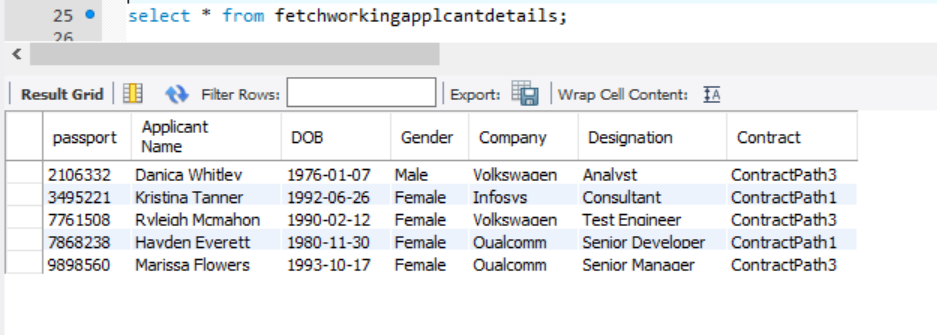 25 select * from fetchworkingapplcantdetails;
26
Result Grid Filter Rows: Export: Wrap Cell Content:
passport Applicant Name DOB Gender Company Designation Contract
2106332 Danica Whitley 1976-01-07 Male Volkswagen Analyst ContractPath3
3495221 Kristina Tanner 1992-06-26 Female Infosys Consultant ContractPath1
7761508 Ryleigh Mcmahon 1990-02-12 Female Volkswagen Test Engineer ContractPath3
7868238 Hayden Everett 1980-11-30 Female Qualcomm Senior Developer ContractPath1
9898560 Marissa Flowers 1993-10-17 Female Qualcomm Senior Manager ContractPath3